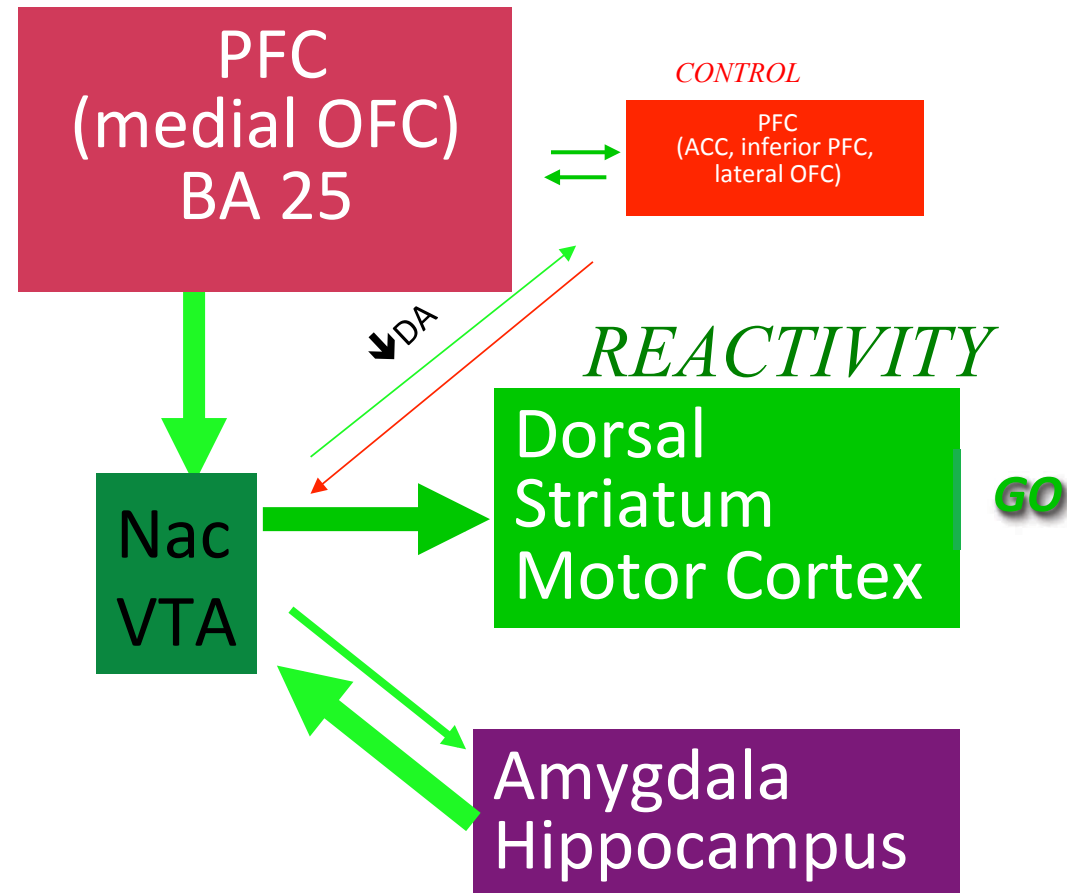 PFC
(medial OFC)
BA 25
CONTROL
PFC
(ACC, inferior PFC,
lateral OFC)
🡻DA
REACTIVITY
Dorsal
Striatum
Motor Cortex
GO
Nac
VTA
Amygdala
Hippocampus